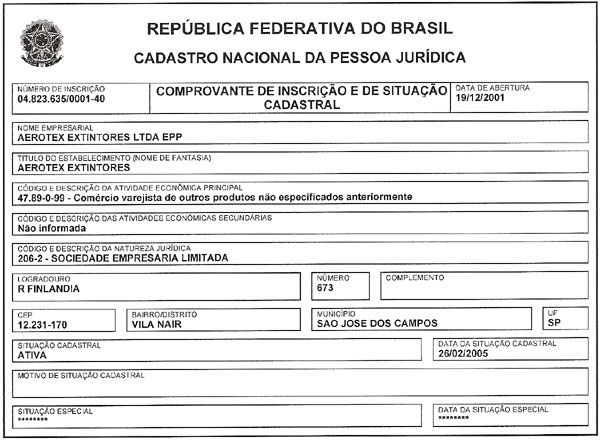 REPÚBLICA FEDERATIVA DO BRASIL
CADASTRO NACIONAL DA PESSOA JURÍDICA
NÚMERO DE INSCRIÇÃO
04.823.635/0001-40
COMPROVANTE DE INSCRIÇÃO E DE SITUAÇÃO
CADASTRAL
DATA DE ABERTURA
19/12/2001
NOME EMPRESARIAL
AEROTEX EXTINTORES LTDA EPP
TÍTULO DO ESTABELECIMENTO (NOME DE FANTASIA)
AEROTEX EXTINTORES
CÓDIGO E DESCRIÇÃO DA ATIVIDADE ECONÔMICA PRINCIPAL
47.89-0-99 - Comércio varejista de outros produtos não especificados anteriormente
CÓDIGO E DESCRIÇÃO DAS ATIVIDADES ECONÔMICAS SECUNDÁRIAS
Não informada
CÓDIGO E DESCRIÇÃO DA NATUREZA JURÍDICA
206-2 - SOCIEDADE EMPRESARIA LIMITADA
LOGRADOURO
R FINLANDIA
NÚMERO
673
COMPLEMENTO
CEP
12.231-170
BAIRRO/DISTRITO
VILA NAIR
MUNICÍPIO
SAO JOSE DOS CAMPOS
UF
SP
SITUAÇÃO CADASTRAL
ATIVA
DATA DA SITUAÇÃO CADASTRAL
26/02/2005
MOTIVO DE SITUAÇÃO CADASTRAL
SITUAÇÃO ESPECIAL
********
DATA DA SITUAÇÃO ESPECIAL
********